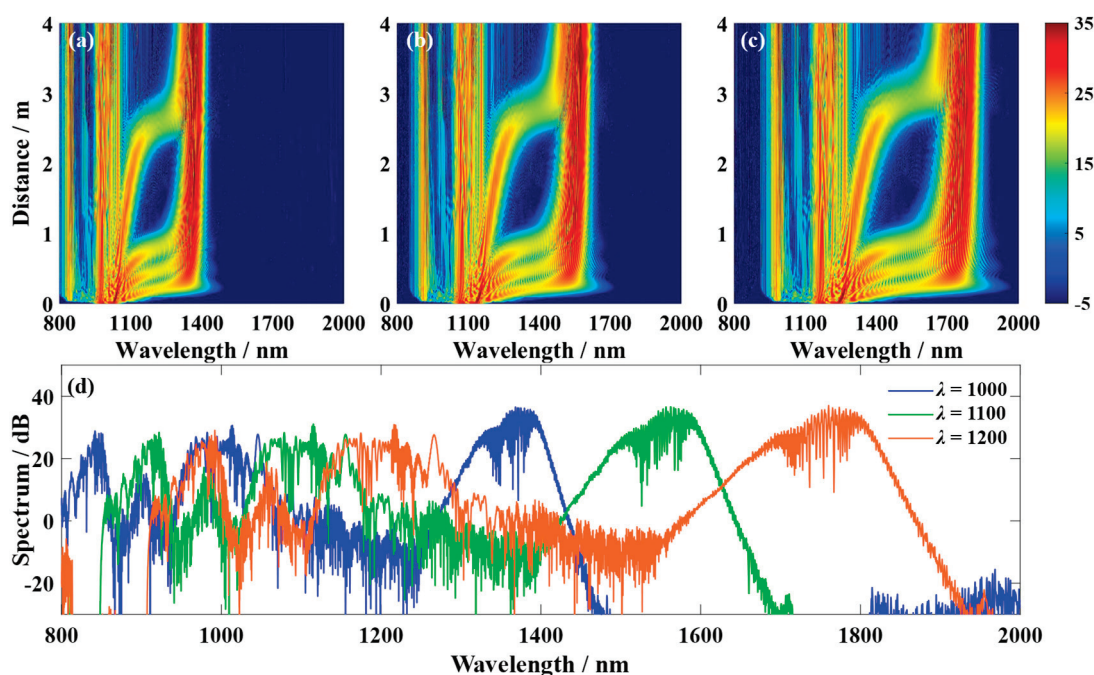 (a) (b) (c)
4 4 4 35
3 3 3 25
2 2 2 15
1 1 1 5
0 0 0 -5
Distance / m
800 1100 1400 1700 2000 800 1100 1400 1700 2000 800 1100 1400 1700 2000
Wavelength / nm Wavelength / nm Wavelength / nm
(d)
40
20
0
-20
Spectrum / dB
λ = 1000
λ = 1100
λ = 1200
800 1000 1200 1400 1600 1800 2000
Wavelength / nm